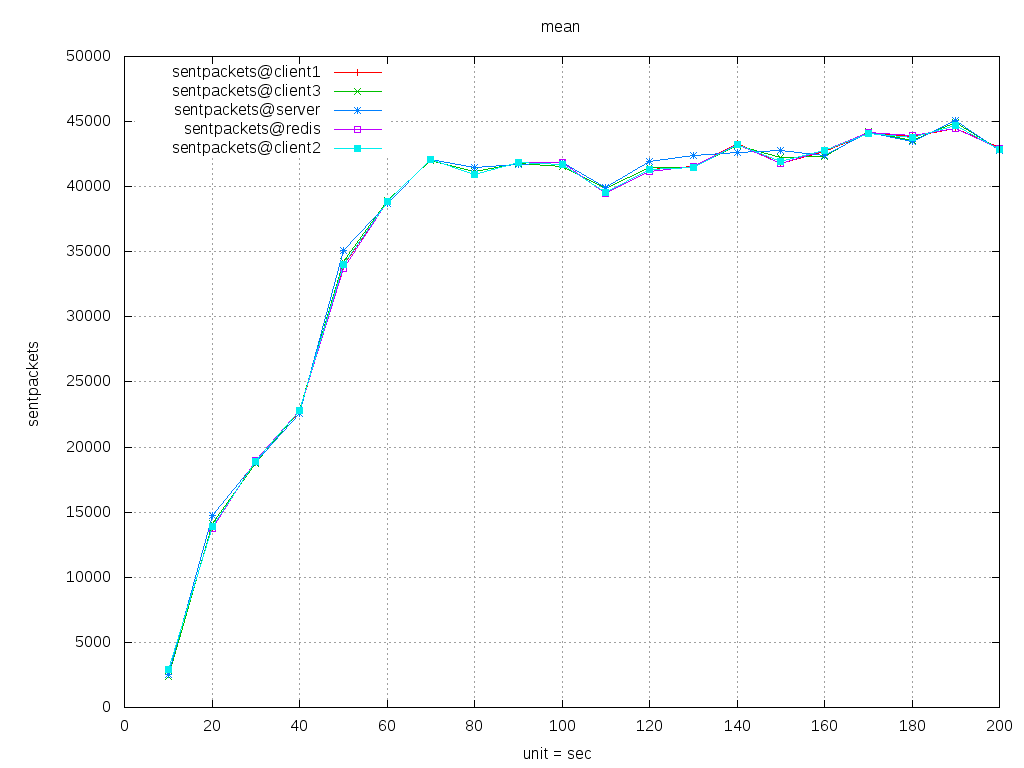 mean
50000
45000
40000
35000
30000
25000
20000
15000
10000
5000
0
sentpackets@client1
sentpackets@client3
sentpackets@server
sentpackets@redis
sentpackets@client2
sentpackets
0 20 40 60 80 100 120 140 160 180 200
unit = sec